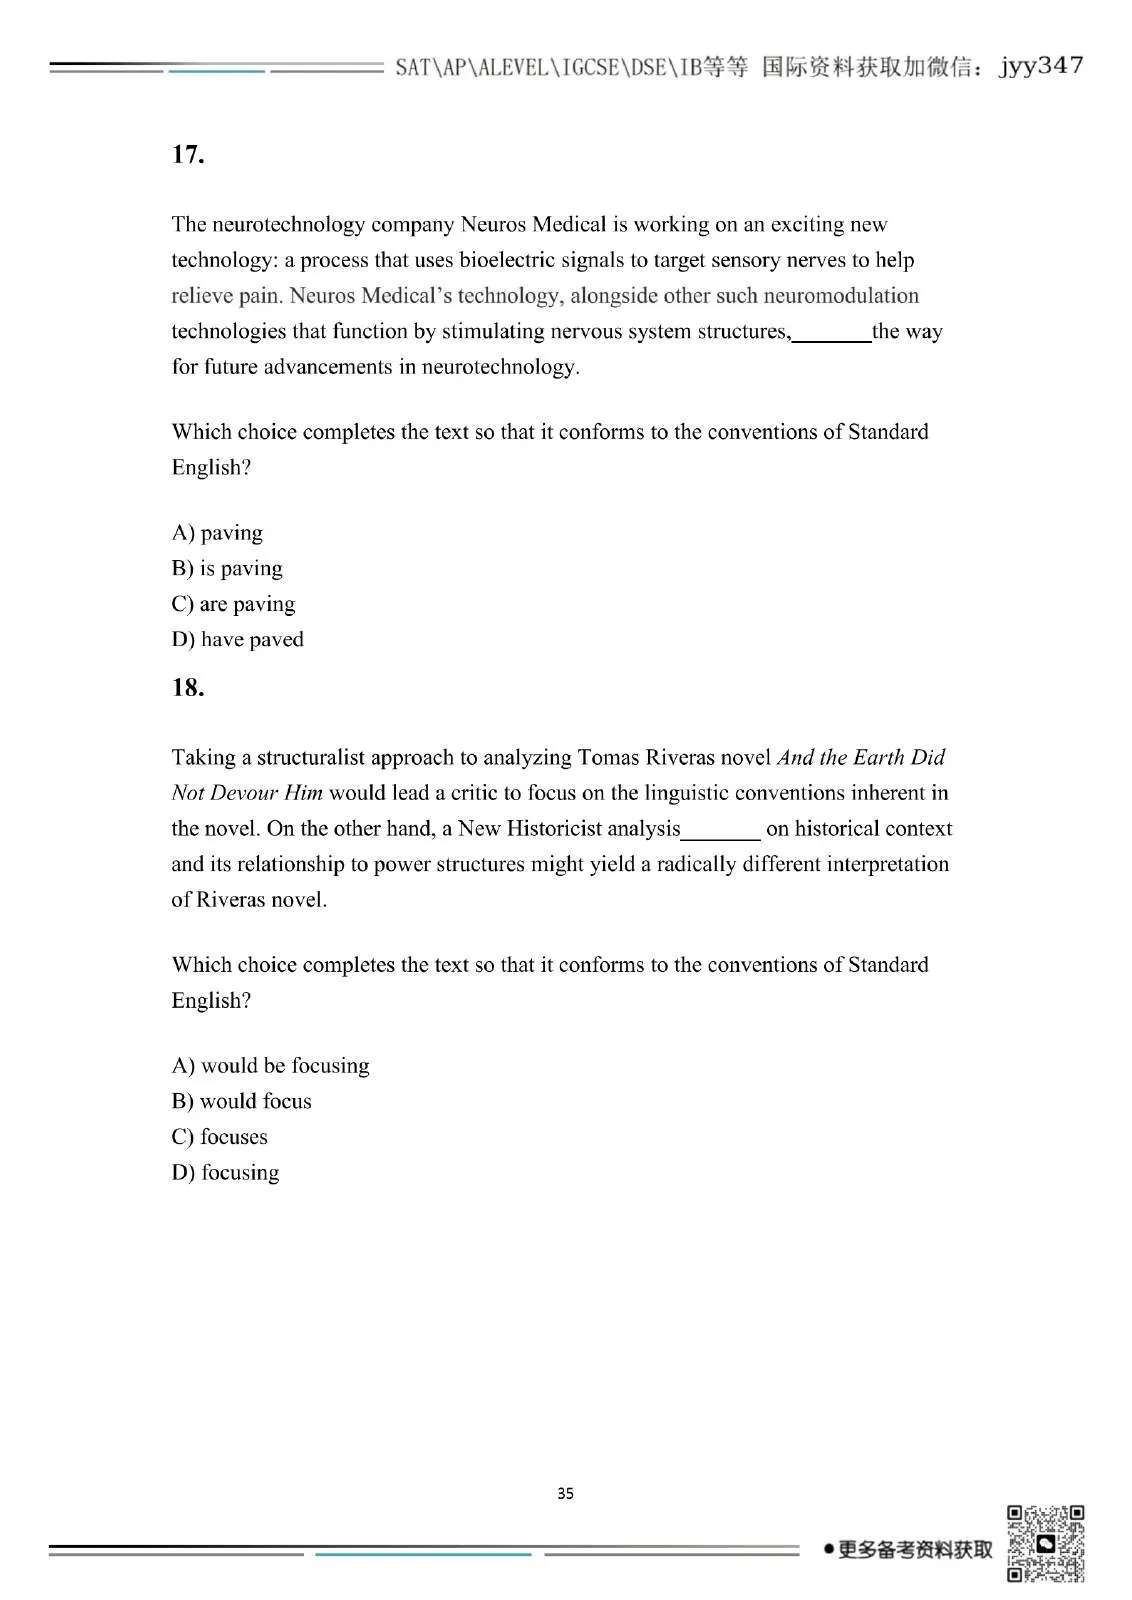 SAT\AP\ALEVEL\IGCSE\DSE\IB等等 国际资料获取加微信: jyy347
17.
The neurotechnology company Neuros Medical is working on an exciting new
technology: a process that uses bioelectric signals to target sensory nerves to help
relieve pain. Neuros Medical’s technology, alongside other such neuromodulation
technologies that function by stimulating nervous system structures,_______the way
for future advancements in neurotechnology.
Which choice completes the text so that it conforms to the conventions of Standard
English?
A) paving
B) is paving
C) are paving
D) have paved
18.
Taking a structuralist approach to analyzing Tomas Riveras novel And the Earth Did
Not Devour Him would lead a critic to focus on the linguistic conventions inherent in
the novel. On the other hand, a New Historicist analysis_______ on historical context
and its relationship to power structures might yield a radically different interpretation
of Riveras novel.
Which choice completes the text so that it conforms to the conventions of Standard
English?
A) would be focusing
B) would focus
C) focuses
D) focusing
35
●更多备考资料获取